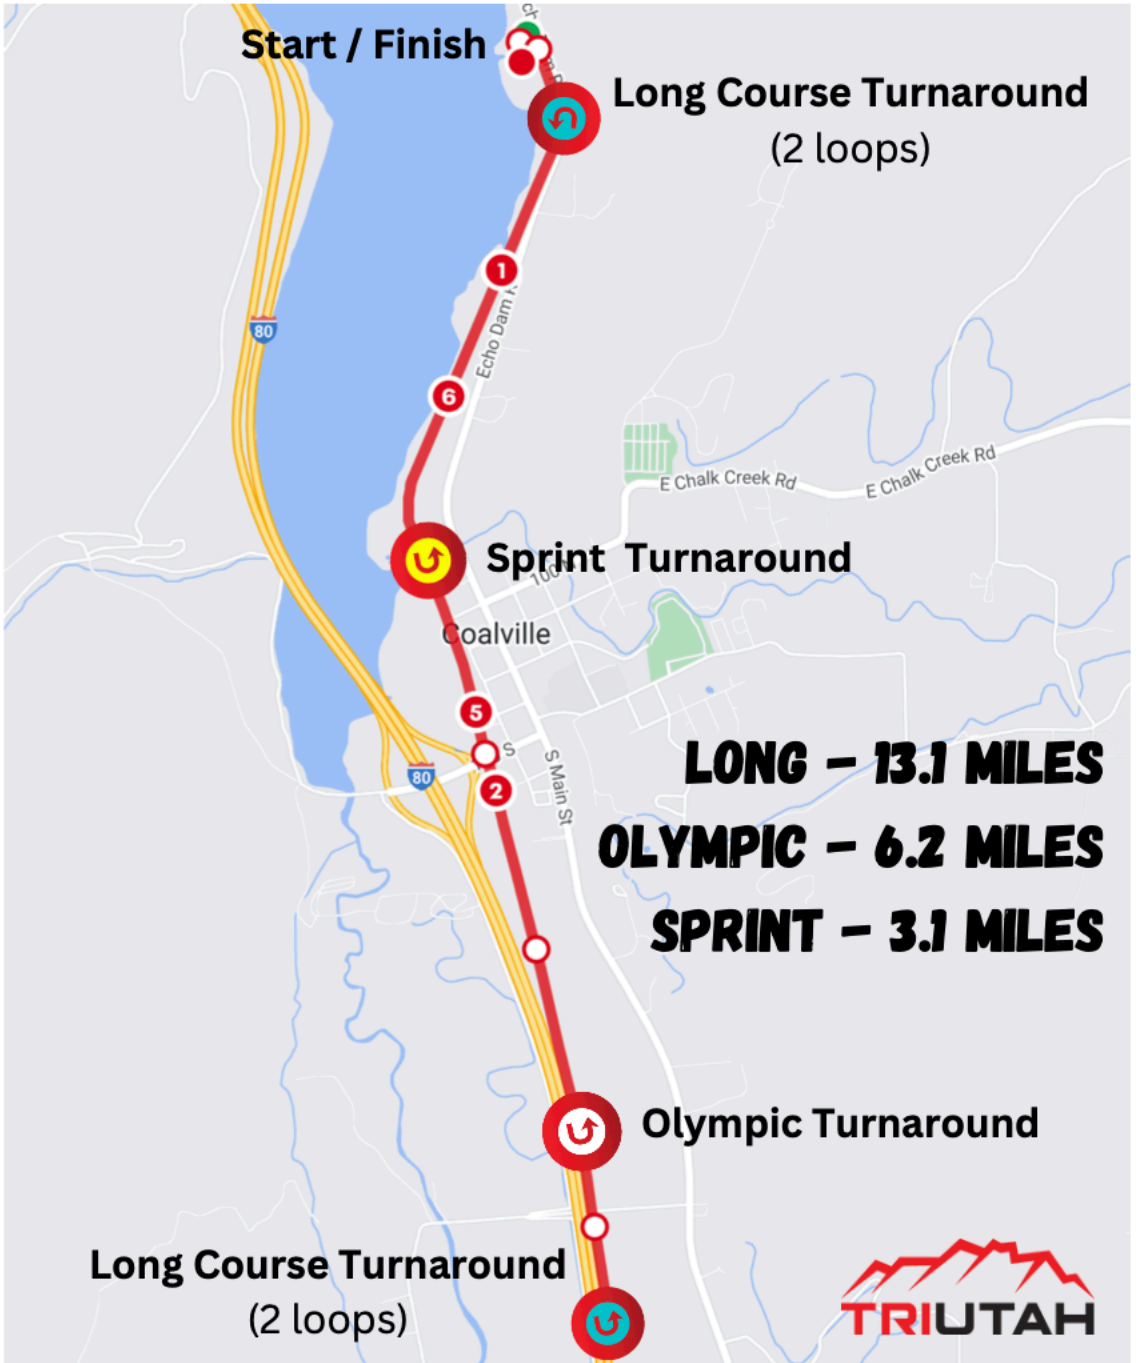 Start / Finish
Long Course Turnaround
(2 loops)
1
Echo Dam R
80
6
E Chalk Creek Rd
E Chalk Creek Rd
Sprint Turnaround
100
Coalville
5
S
80
2
S Main St
LONG – 13.1 MILES
OLYMPIC – 6.2 MILES
SPRINT – 3.1 MILES
Olympic Turnaround
Long Course Turnaround
(2 loops)
TRIUTAH